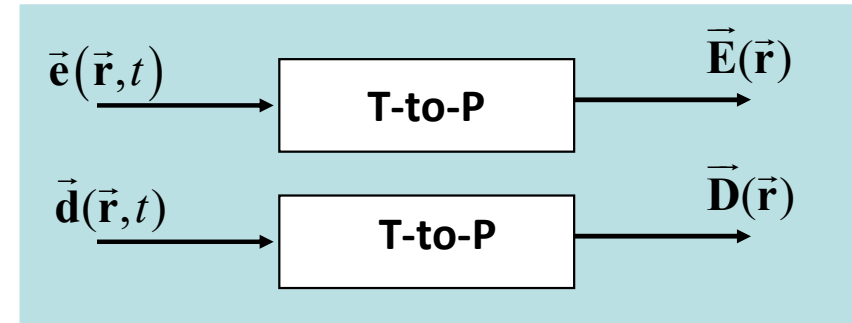 e⃗(r⃗,t) T-to-P E⃗(r⃗)
d⃗(r⃗,t) T-to-P D⃗(r⃗)